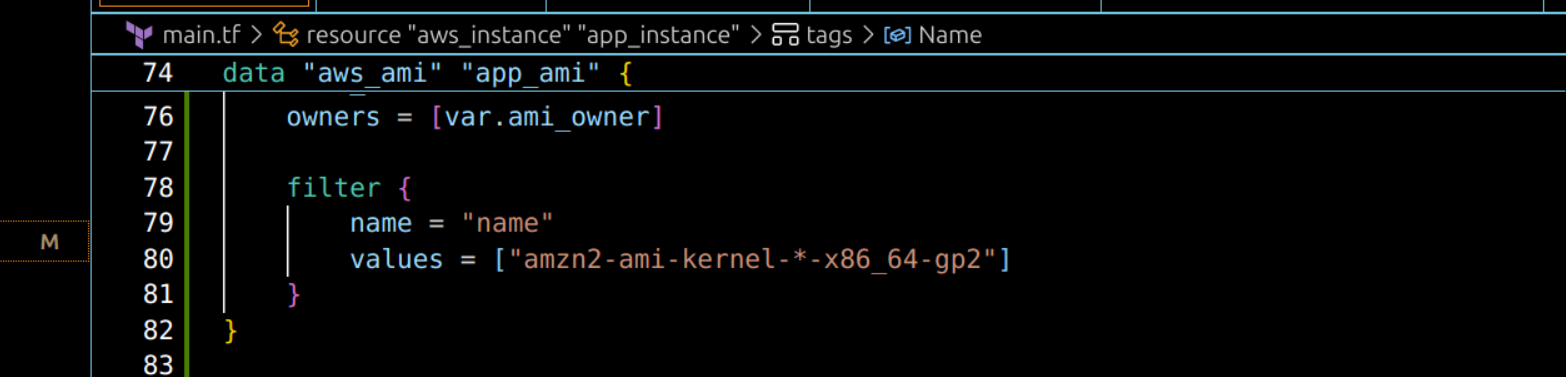 main.tf > resource "aws_instance" "app_instance" > tags > Name
74 data "aws_ami" "app_ami" {
76 owners = [var.ami_owner]
77
78 filter {
79 name = "name"
M
80 values = ["amzn2-ami-kernel-*-x86_64-gp2"]
81 }
82 }
83